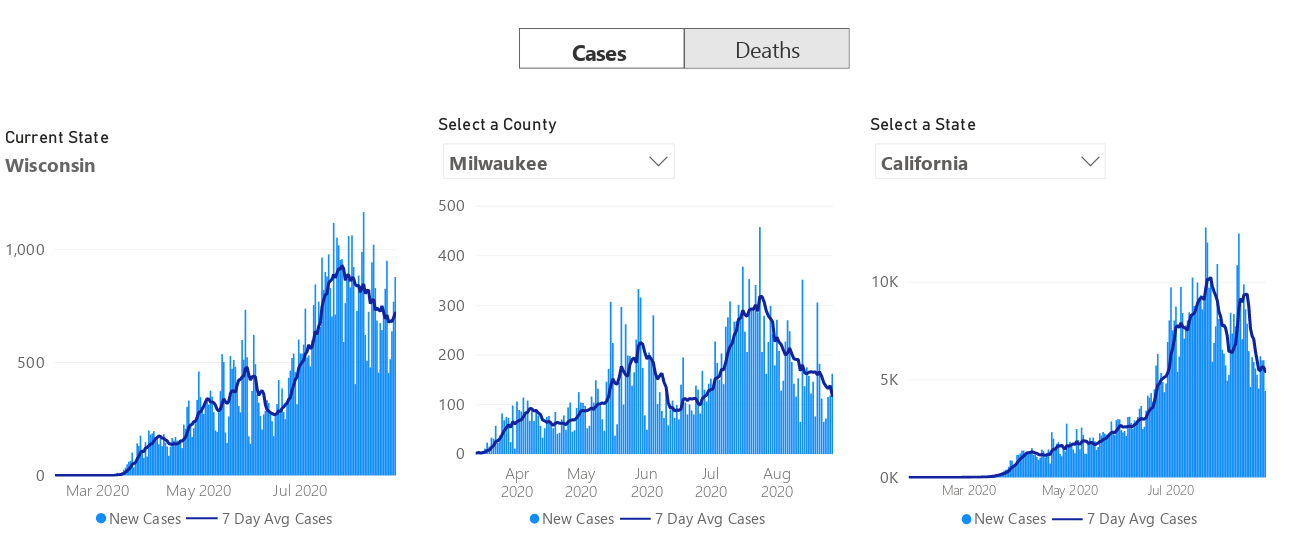 Cases Deaths
Current State
Wisconsin
Select a County
Milwaukee
Select a State
California
1,000
500
0
Mar 2020 May 2020 Jul 2020
New Cases 7 Day Avg Cases
500
400
300
200
100
0
Apr 2020 May 2020 Jun 2020 Jul 2020 Aug 2020
New Cases 7 Day Avg Cases
10K
5K
0K
Mar 2020 May 2020 Jul 2020
New Cases 7 Day Avg Cases